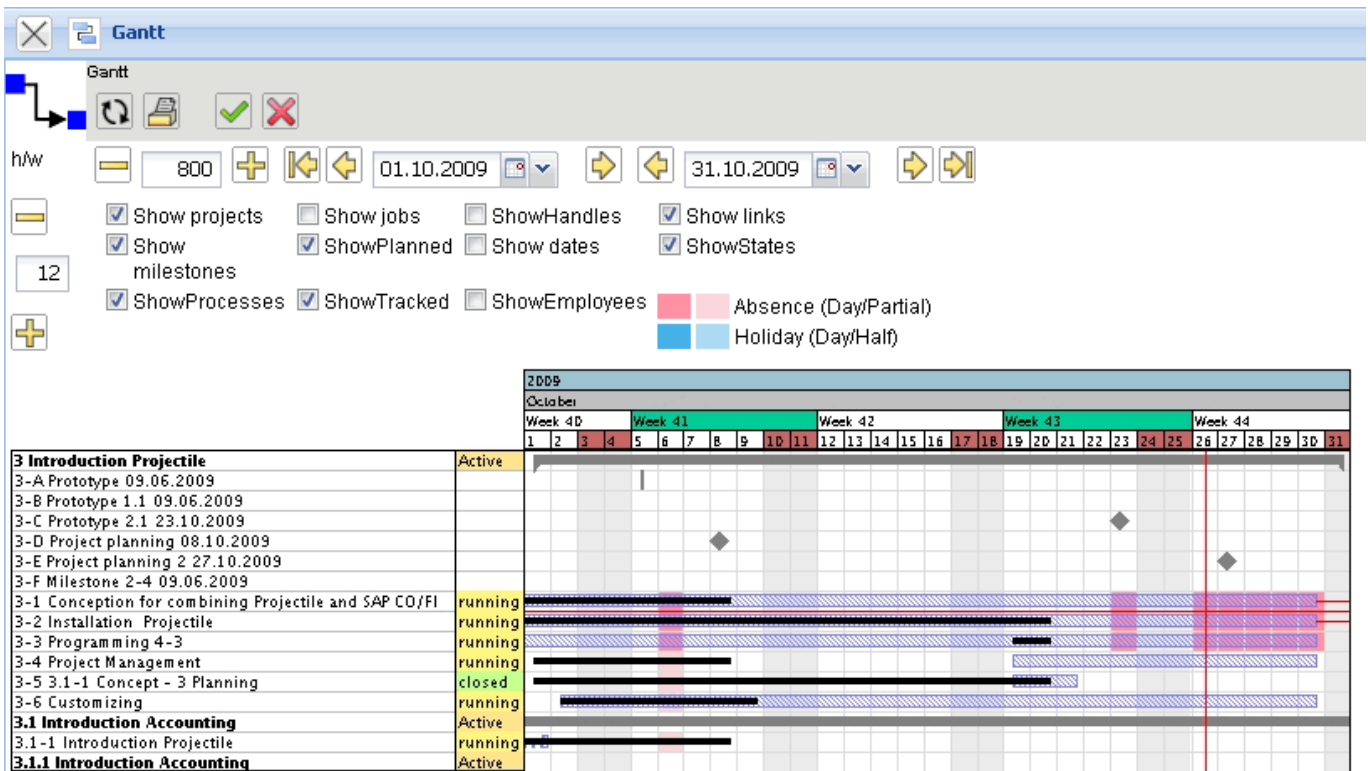 Gantt
Gantt
h/w 800 01.10.2009 31.10.2009
Show projects Show jobs ShowHandles Show links
Show milestones ShowPlanned Show dates ShowStates
12
ShowProcesses ShowTracked ShowEmployees
Absence (Day/Partial)
Holiday (Day/Half)
2009
October
Week 40 Week 41 Week 42 Week 43 Week 44
1 2 3 4 5 6 7 8 9 10 11 12 13 14 15 16 17 18 19 20 21 22 23 24 25 26 27 28 29 30 31
3 Introduction Projectile Active
3-A Prototype 09.06.2009
3-B Prototype 1.1 09.06.2009
3-C Prototype 2.1 23.10.2009
3-D Project planning 08.10.2009
3-E Project planning 2 27.10.2009
3-F Milestone 2-4 09.06.2009
3-1 Conception for combining Projectile and SAP CO/FI running
3-2 Installation Projectile running
3-3 Programming 4-3 running
3-4 Project Management running
3-5 3.1-1 Concept - 3 Planning closed
3-6 Customizing running
3.1 Introduction Accounting Active
3.1-1 Introduction Projectile running
3.1.1 Introduction Accounting Active